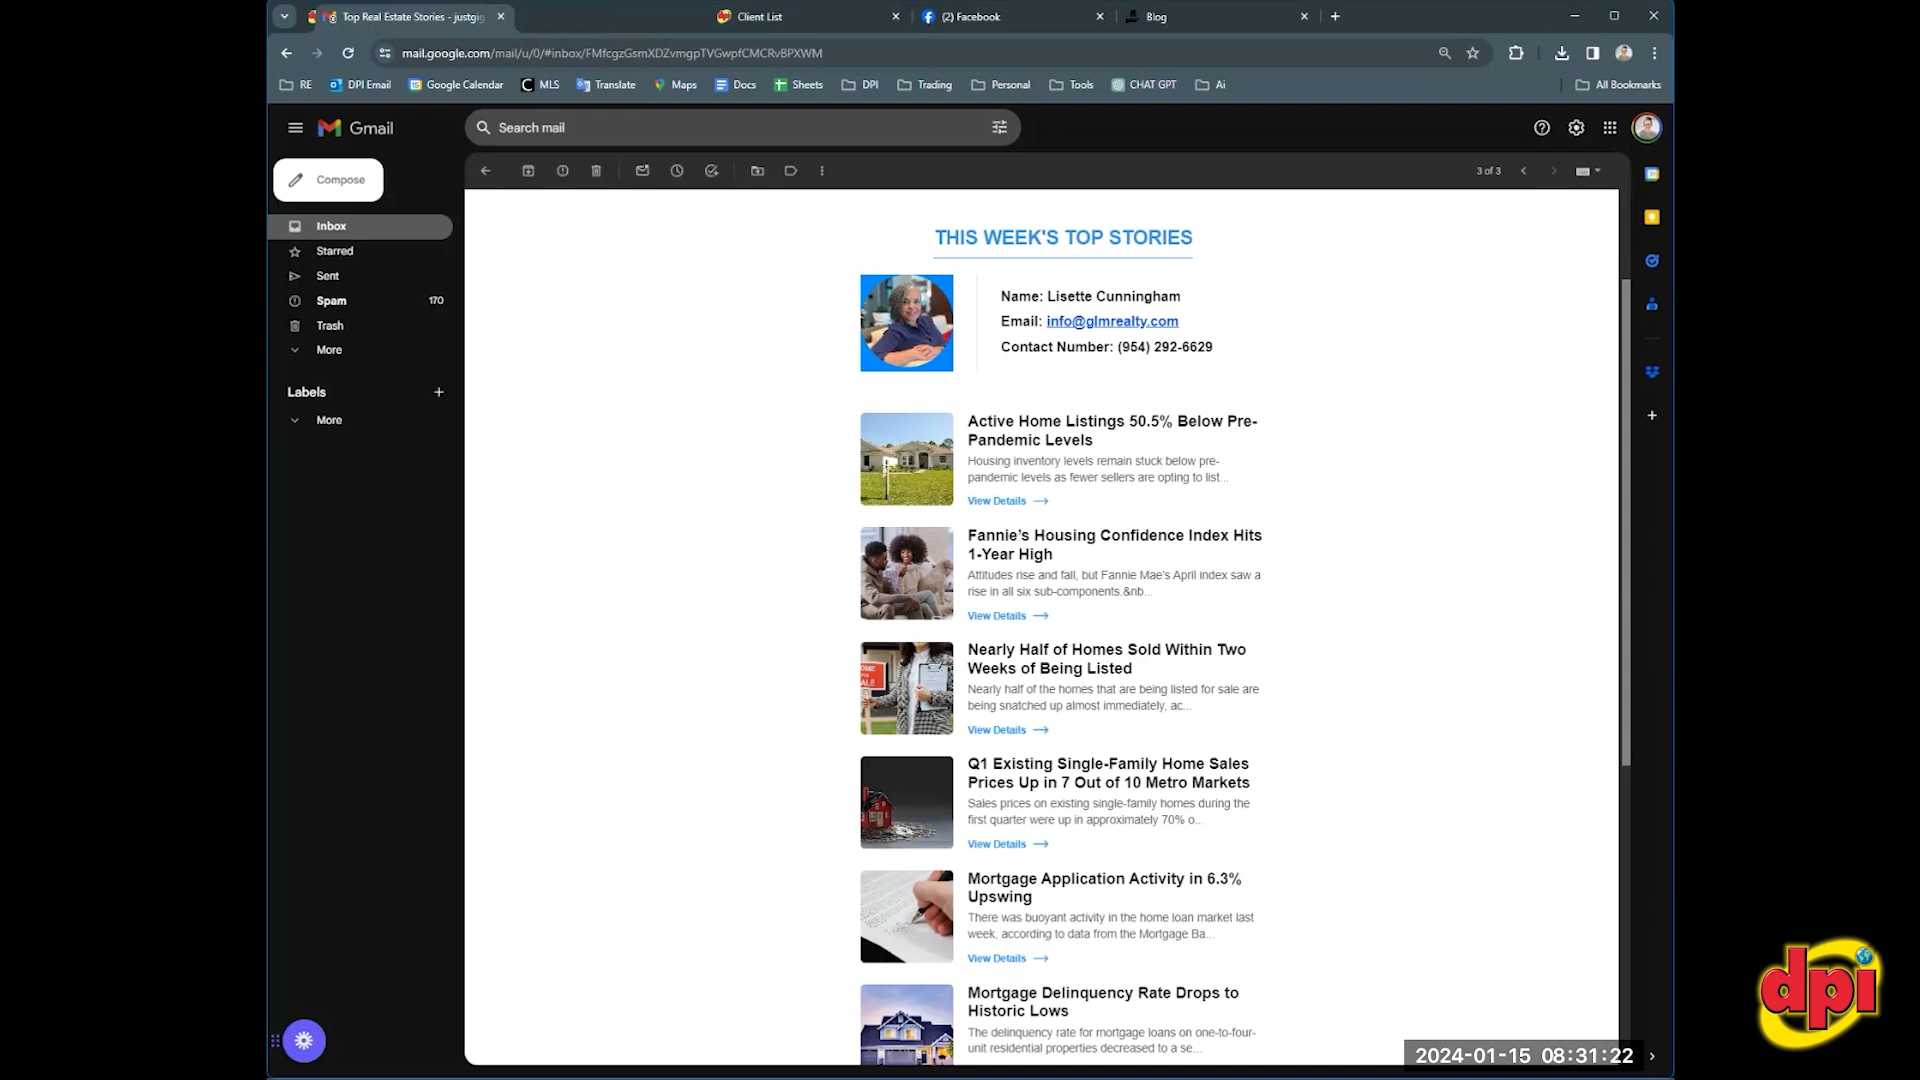 Top Real Estate Stories - justgig
Client List
(2) Facebook
Blog
mail.google.com/mail/u/0/#inbox/FMfcgzGsmXDZvmgpTVGwpfCMCRvBPXWM
RE
DPI Email
Google Calendar
MLS
Translate
Maps
Docs
Sheets
DPI
Trading
Personal
Tools
CHAT GPT
Ai
All Bookmarks
Gmail
Search mail
Compose
3 of 3
Inbox
Starred
Sent
Spam 170
Trash
More
Labels
More
THIS WEEK'S TOP STORIES
Name: Lisette Cunningham
Email: info@glmrealty.com
Contact Number: (954) 292-6629
Active Home Listings 50.5% Below Pre-
Pandemic Levels
Housing inventory levels remain stuck below pre-
pandemic levels as fewer sellers are opting to list...
View Details
Fannie’s Housing Confidence Index Hits
1-Year High
Attitudes rise and fall, but Fannie Mae’s April index saw a
rise in all six sub-components.&nb...
View Details
Nearly Half of Homes Sold Within Two
Weeks of Being Listed
Nearly half of the homes that are being listed for sale are
being snatched up almost immediately, ac...
View Details
Q1 Existing Single-Family Home Sales
Prices Up in 7 Out of 10 Metro Markets
Sales prices on existing single-family homes during the
first quarter were up in approximately 70% o...
View Details
Mortgage Application Activity in 6.3%
Upswing
There was buoyant activity in the home loan market last
week, according to data from the Mortgage Ba...
View Details
Mortgage Delinquency Rate Drops to
Historic Lows
The delinquency rate for mortgage loans on one-to-four-
unit residential properties decreased to a se...
dpi
2024-01-15 08:31:22